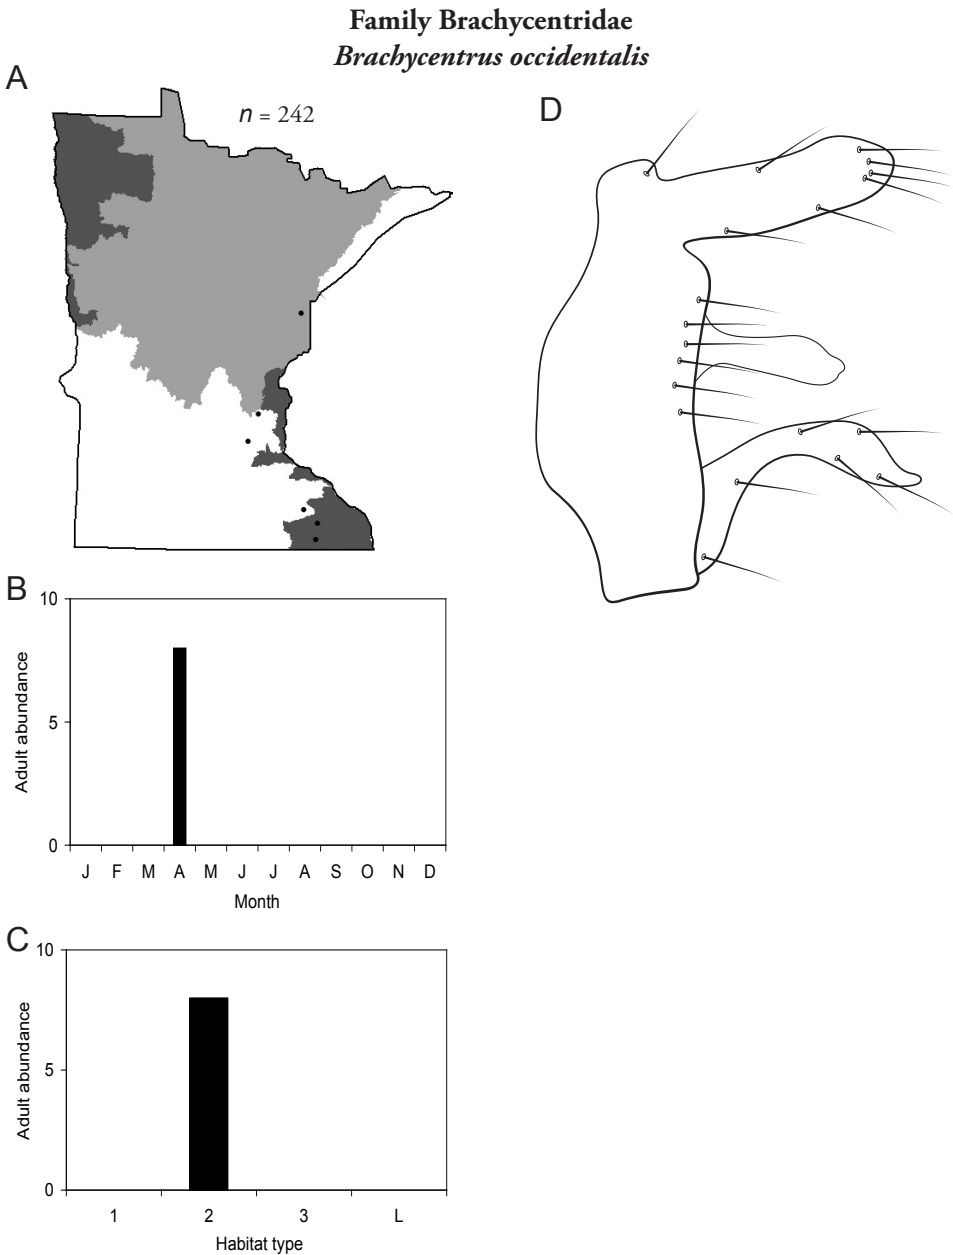 Family Brachycentridae
Brachycentrus occidentalis
A
n = 242
D
B
10
5
0
Adult abundance
J F M A M J J A S O N D
Month
C
10
5
0
Adult abundance
1 2 3 L
Habitat type